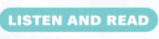 LISTEN AND READ